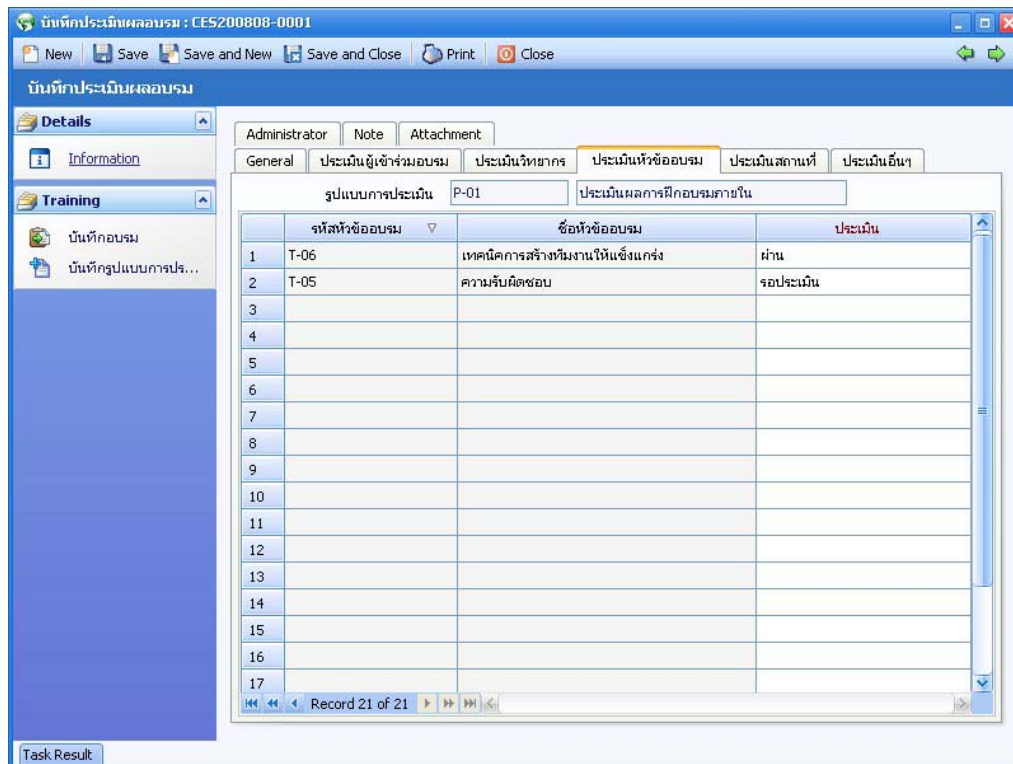 บันทึกประเมินผลอบรม : CES200808-0001
New Save Save and New Save and Close Print Close
บันทึกประเมินผลอบรม
Details
Information
Training
บันทึกอบรม
บันทึกรูปแบบการปร...
Administrator Note Attachment
General ประเมินผู้เข้าร่วมอบรม ประเมินวิทยากร ประเมินหัวข้ออบรม ประเมินสถานที่ ประเมินอื่นๆ
รูปแบบการประเมิน P-01 ประเมินผลการฝึกอบรมภายใน
รหัสหัวข้ออบรม ชื่อหัวข้ออบรม ประเมิน
1 T-06 เทคนิคการสร้างทีมงานให้แข็งแกร่ง ผ่าน
2 T-05 ความรับผิดชอบ รอประเมิน
3
4
5
6
7
8
9
10
11
12
13
14
15
16
17
Record 21 of 21
Task Result